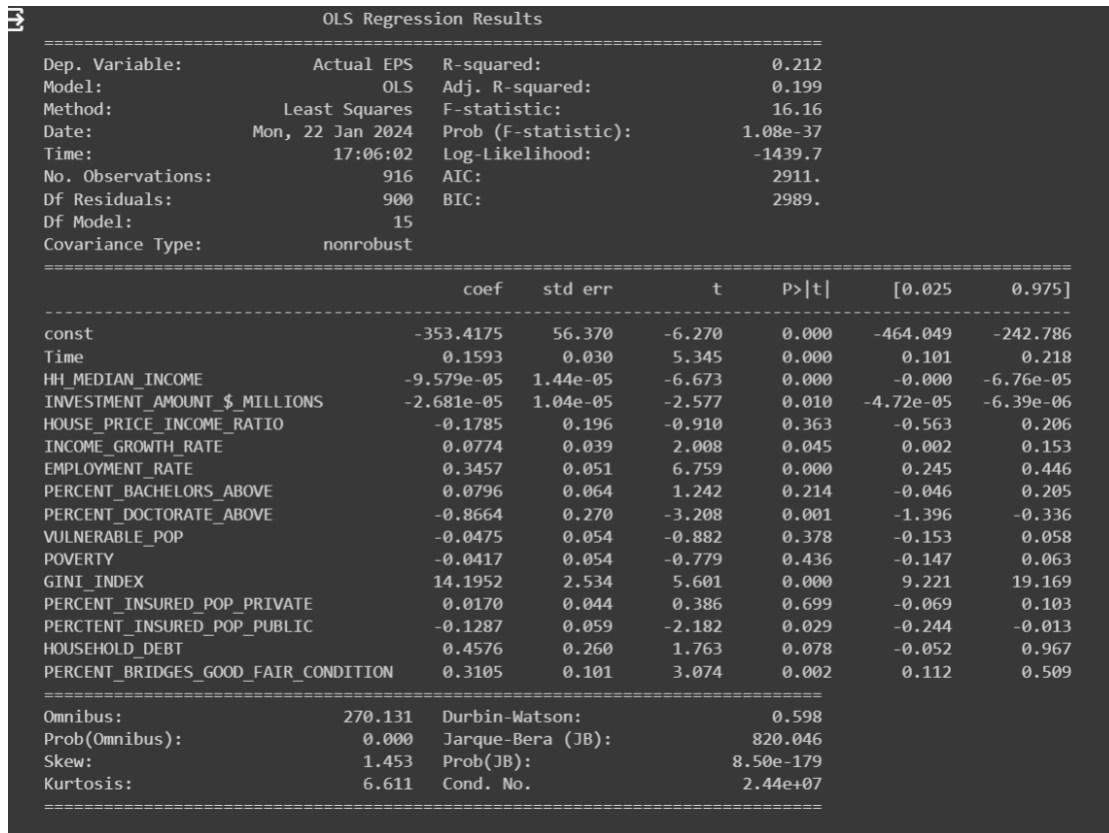 OLS Regression Results
==============================================================================
Dep. Variable: Actual EPS R-squared: 0.212
Model: OLS Adj. R-squared: 0.199
Method: Least Squares F-statistic: 16.16
Date: Mon, 22 Jan 2024 Prob (F-statistic): 1.08e-37
Time: 17:06:02 Log-Likelihood: -1439.7
No. Observations: 916 AIC: 2911.
Df Residuals: 900 BIC: 2989.
Df Model: 15
Covariance Type: nonrobust
=======================================================================================================
coef std err t P>|t| [0.025 0.975]
-------------------------------------------------------------------------------------------------------
const -353.4175 56.370 -6.270 0.000 -464.049 -242.786
Time 0.1593 0.030 5.345 0.000 0.101 0.218
HH_MEDIAN_INCOME -9.579e-05 1.44e-05 -6.673 0.000 -0.000 -6.76e-05
INVESTMENT_AMOUNT_$_MILLIONS -2.681e-05 1.04e-05 -2.577 0.010 -4.72e-05 -6.39e-06
HOUSE_PRICE_INCOME_RATIO -0.1785 0.196 -0.910 0.363 -0.563 0.206
INCOME_GROWTH_RATE 0.0774 0.039 2.008 0.045 0.002 0.153
EMPLOYMENT_RATE 0.3457 0.051 6.759 0.000 0.245 0.446
PERCENT_BACHELORS_ABOVE 0.0796 0.064 1.242 0.214 -0.046 0.205
PERCENT_DOCTORATE_ABOVE -0.8664 0.270 -3.208 0.001 -1.396 -0.336
VULNERABLE_POP -0.0475 0.054 -0.882 0.378 -0.153 0.058
POVERTY -0.0417 0.054 -0.779 0.436 -0.147 0.063
GINI_INDEX 14.1952 2.534 5.601 0.000 9.221 19.169
PERCENT_INSURED_POP_PRIVATE 0.0170 0.044 0.386 0.699 -0.069 0.103
PERCTENT_INSURED_POP_PUBLIC -0.1287 0.059 -2.182 0.029 -0.244 -0.013
HOUSEHOLD_DEBT 0.4576 0.260 1.763 0.078 -0.052 0.967
PERCENT_BRIDGES_GOOD_FAIR_CONDITION 0.3105 0.101 3.074 0.002 0.112 0.509
==============================================================================
Omnibus: 270.131 Durbin-Watson: 0.598
Prob(Omnibus): 0.000 Jarque-Bera (JB): 820.046
Skew: 1.453 Prob(JB): 8.50e-179
Kurtosis: 6.611 Cond. No. 2.44e+07
==============================================================================